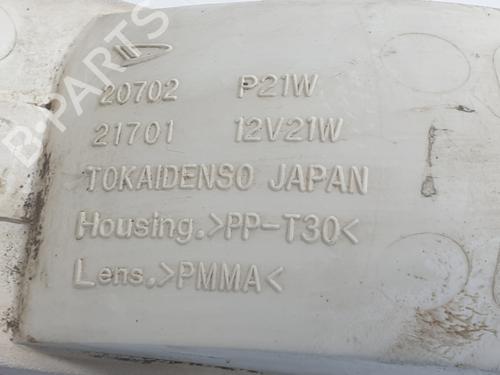 20702 P21W
21701 12V21W
TOKAIDENSO JAPAN
Housing.>PP-T30<
Lens.>PMMA<
B-PARTS